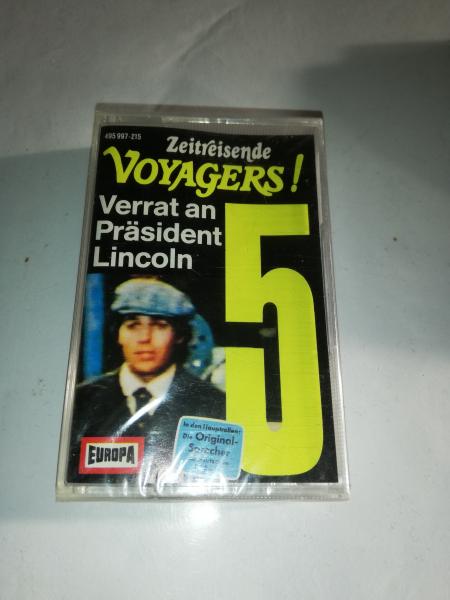 495 997-215
Zeitreisende
VOYAGERS!
Verrat an
Präsident
Lincoln
5
In den Hauptrollen:
Die Original-
Sprecher
EUROPA